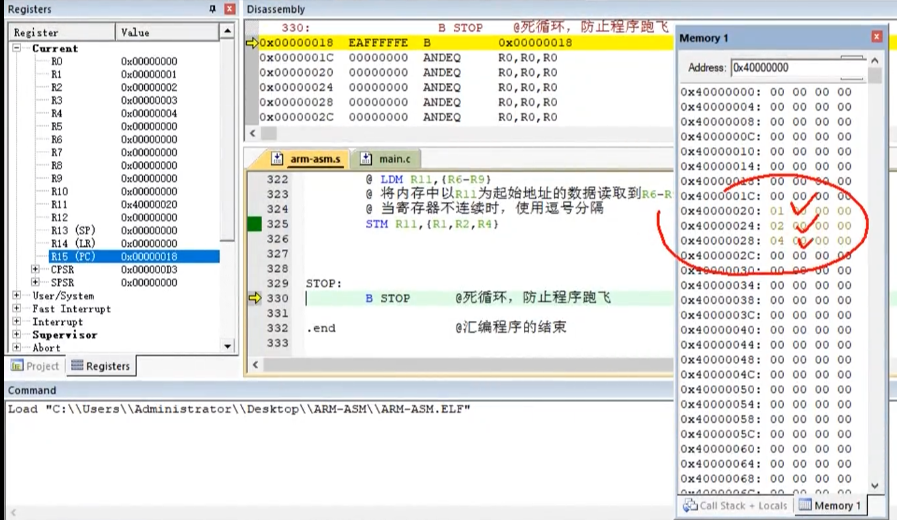 Registers
Register Value
Current
R0 0x00000000
R1 0x00000001
R2 0x00000002
R3 0x00000003
R4 0x00000004
R5 0x00000000
R6 0x00000000
R7 0x00000000
R8 0x00000000
R9 0x00000000
R10 0x00000000
R11 0x40000020
R12 0x00000000
R13 (SP) 0x00000000
R14 (LR) 0x00000000
R15 (PC) 0x00000018
CPSR 0x000000D3
SPSR 0x00000000
User/System
Fast Interrupt
Interrupt
Supervisor
Abort
Project Registers
Disassembly
330: B STOP @死循环，防止程序跑飞
0x00000018 EAFFFFFE B 0x00000018
0x0000001C 00000000 ANDEQ R0,R0,R0
0x00000020 00000000 ANDEQ R0,R0,R0
0x00000024 00000000 ANDEQ R0,R0,R0
0x00000028 00000000 ANDEQ R0,R0,R0
0x0000002C 00000000 ANDEQ R0,R0,R0
arm-asm.s main.c
322 @ LDM R11,{R6-R9}
323 @ 将内存中以R11为起始地址的数据读取到R6-R
324 @ 当寄存器不连续时，使用逗号分隔
325 STM R11,{R1,R2,R4}
326
327
328
329 STOP:
330 B STOP @死循环，防止程序跑飞
331
332 .end @汇编程序的结束
333
Memory 1
Address: 0x40000000
0x40000000: 00 00 00 00
0x40000004: 00 00 00 00
0x40000008: 00 00 00 00
0x4000000C: 00 00 00 00
0x40000010: 00 00 00 00
0x40000014: 00 00 00 00
0x40000018: 00 00 00 00
0x4000001C: 00 00 00 00
0x40000020: 01 00 00 00
0x40000024: 02 00 00 00
0x40000028: 04 00 00 00
0x4000002C: 00 00 00 00
0x40000030: 00 00 00 00
0x40000034: 00 00 00 00
0x40000038: 00 00 00 00
0x4000003C: 00 00 00 00
0x40000040: 00 00 00 00
0x40000044: 00 00 00 00
0x40000048: 00 00 00 00
0x4000004C: 00 00 00 00
0x40000050: 00 00 00 00
0x40000054: 00 00 00 00
0x40000058: 00 00 00 00
0x4000005C: 00 00 00 00
0x40000060: 00 00 00 00
0x40000064: 00 00 00 00
0x40000068: 00 00 00 00
0x4000006C: 00 00 00 00
Call Stack + Locals Memory 1
Command
Load "C:\\Users\\Administrator\\Desktop\\ARM-ASM\\ARM-ASM.ELF"